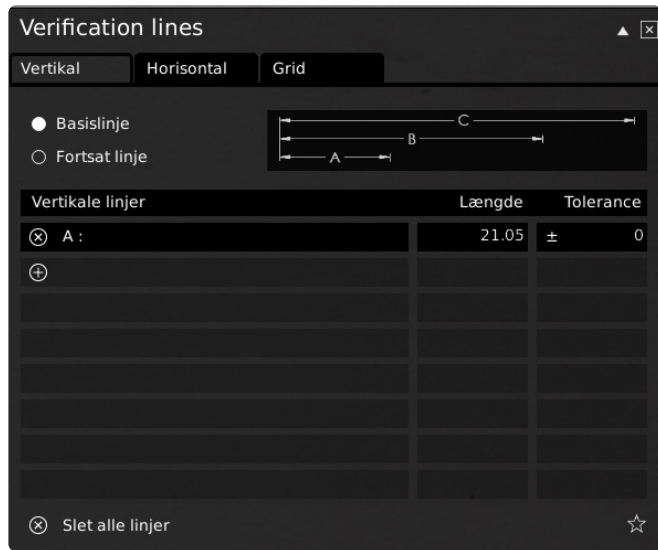 Verification lines
Vertikal Horisontal Grid
Basislinje
Fortsat linje
C
B
A
Vertikale linjer Længde Tolerance
A : 21.05 ± 0
Slet alle linjer